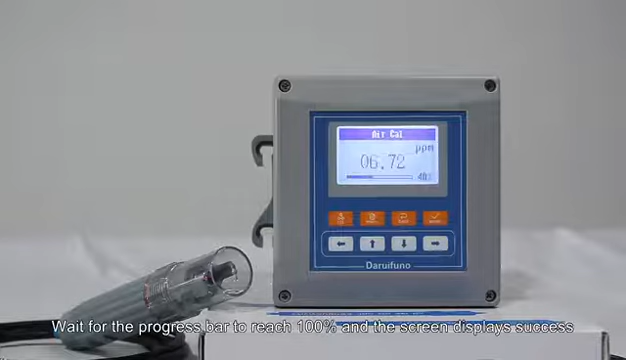 Air Cal
ppm
06.72
Daruifuno
Wait for the progress bar to reach 100% and the screen displays success